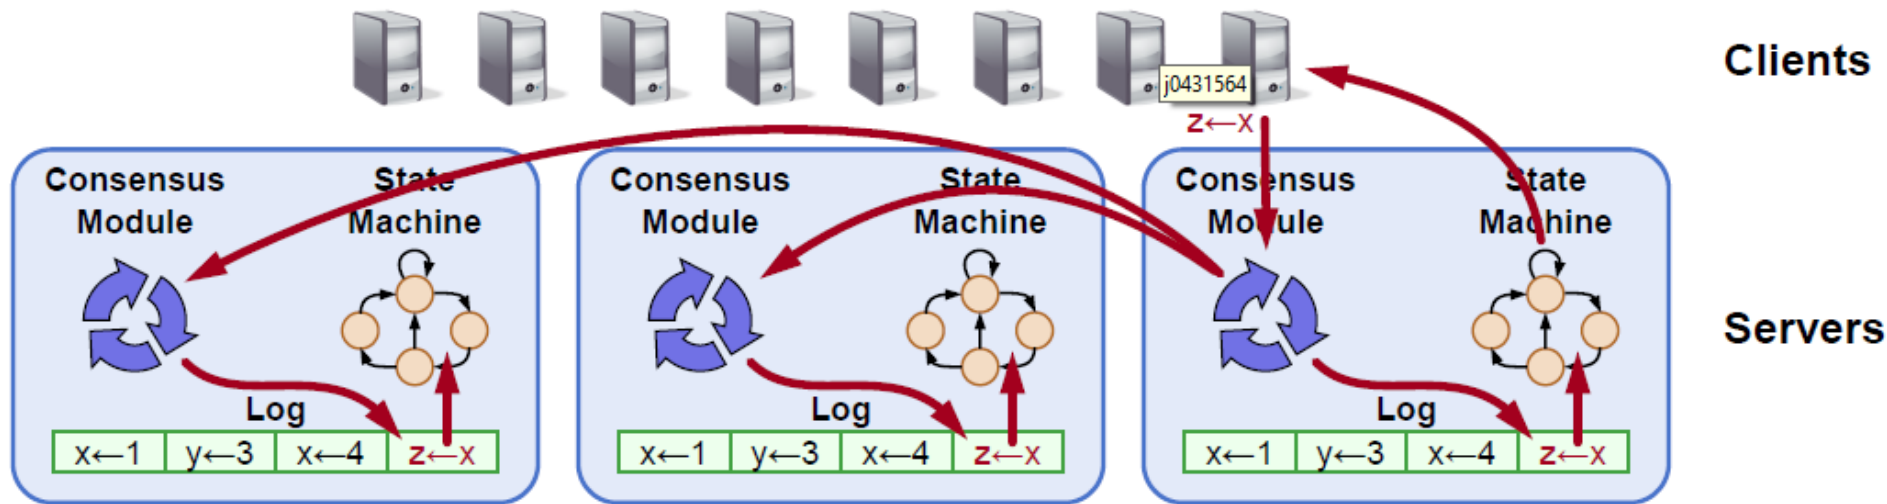 Clients
j0431564
z←x
Consensus
Module
State
Machine
Log
x←1 y←3 x←4 z←x
Consensus
Module
State
Machine
Log
x←1 y←3 x←4 z←x
Consensus
Module
State
Machine
Log
x←1 y←3 x←4 z←x
Servers